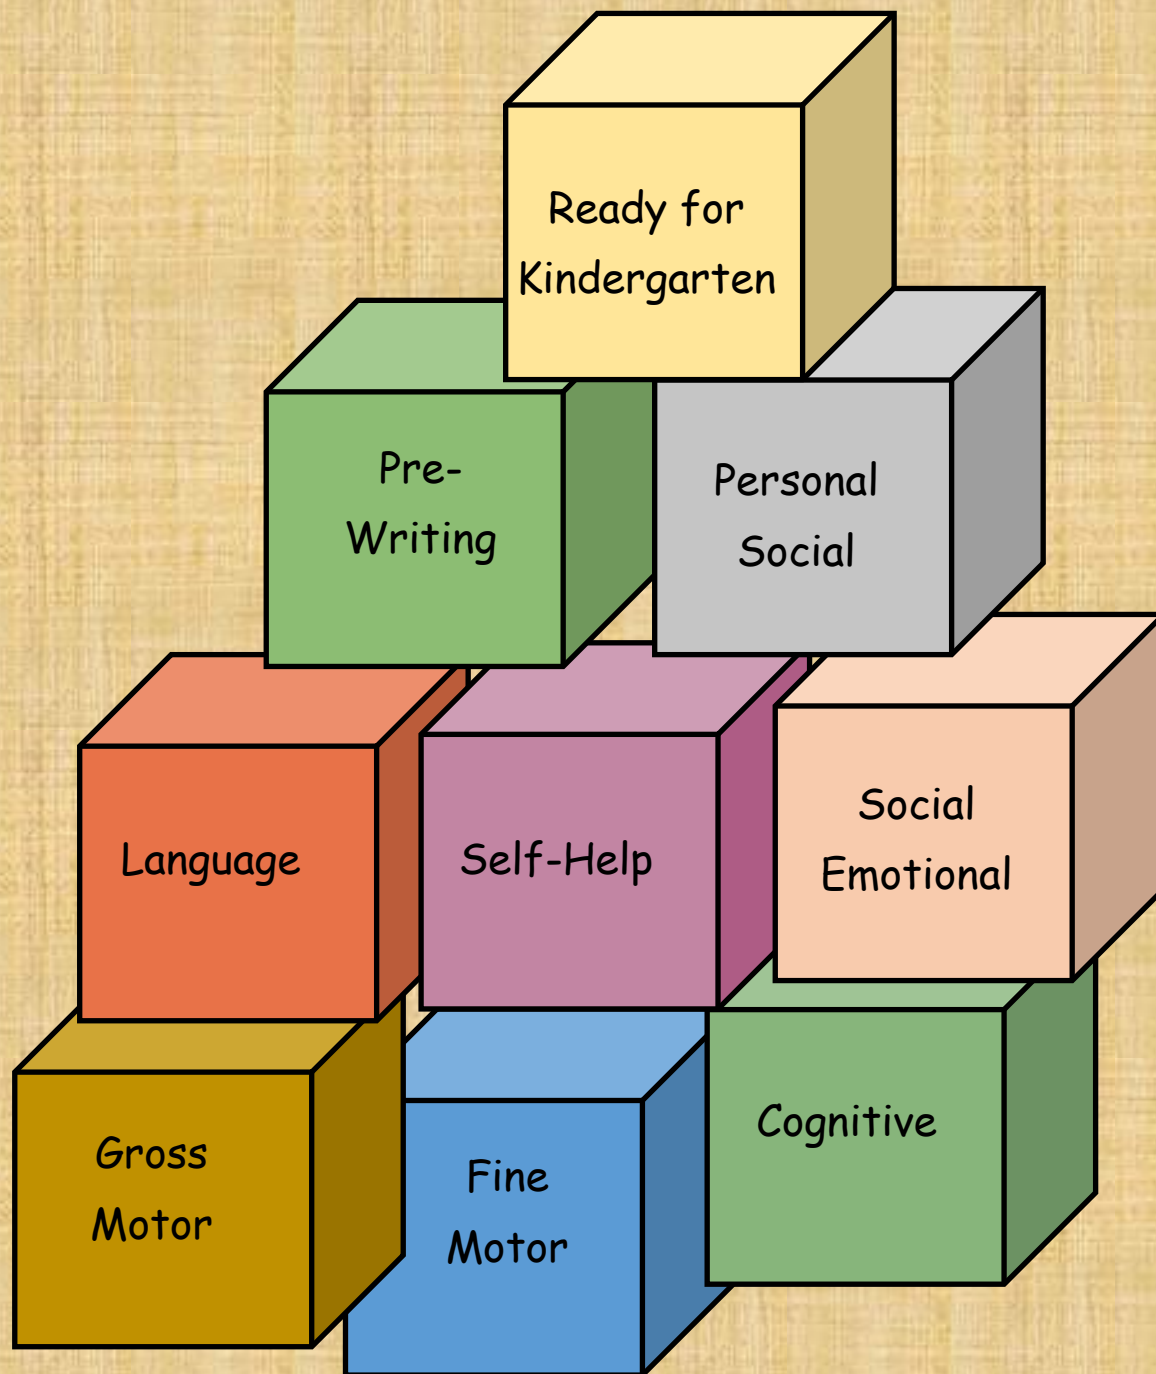 Ready for
Kindergarten
Pre-
Writing
Personal
Social
Language
Self-Help
Social
Emotional
Gross
Motor
Fine
Motor
Cognitive